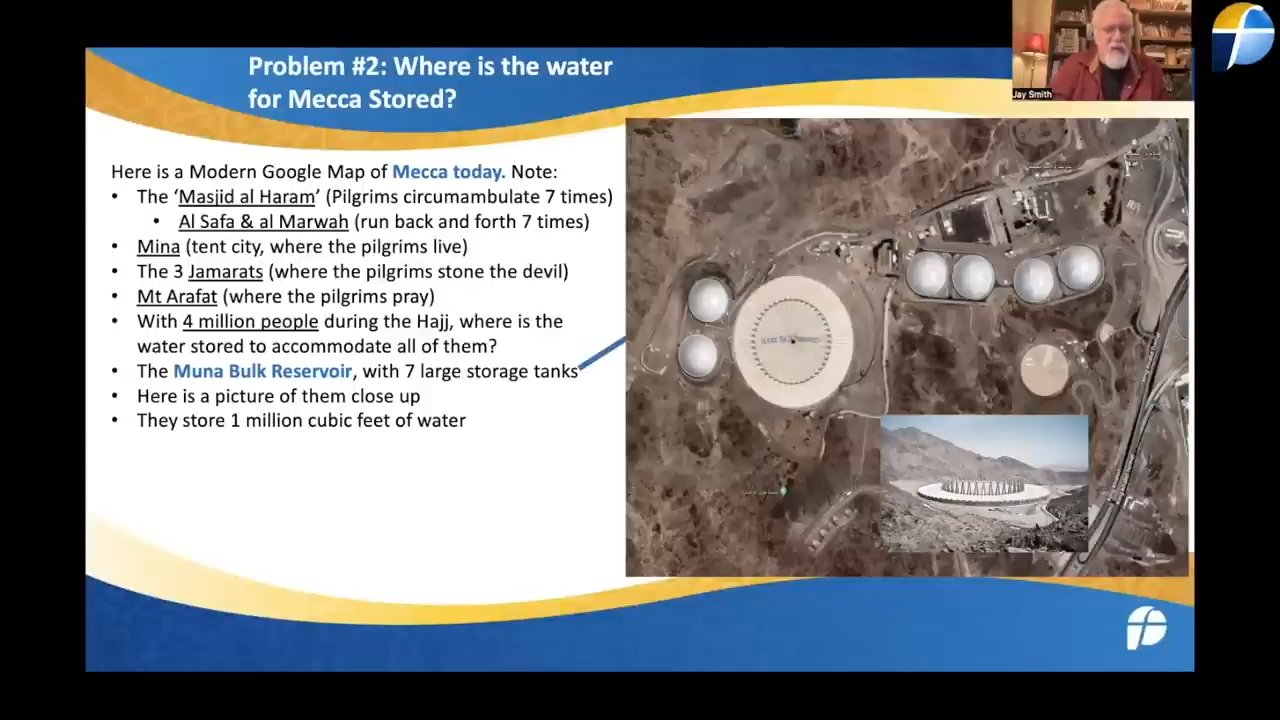 Problem #2: Where is the water
for Mecca Stored?
Jay Smith
Here is a Modern Google Map of Mecca today. Note:
• The ‘Masjid al Haram’ (Pilgrims circumambulate 7 times)
• Al Safa & al Marwah (run back and forth 7 times)
• Mina (tent city, where the pilgrims live)
• The 3 Jamarats (where the pilgrims stone the devil)
• Mt Arafat (where the pilgrims pray)
• With 4 million people during the Hajj, where is the
water stored to accommodate all of them?
• The Muna Bulk Reservoir, with 7 large storage tanks
• Here is a picture of them close up
• They store 1 million cubic feet of water